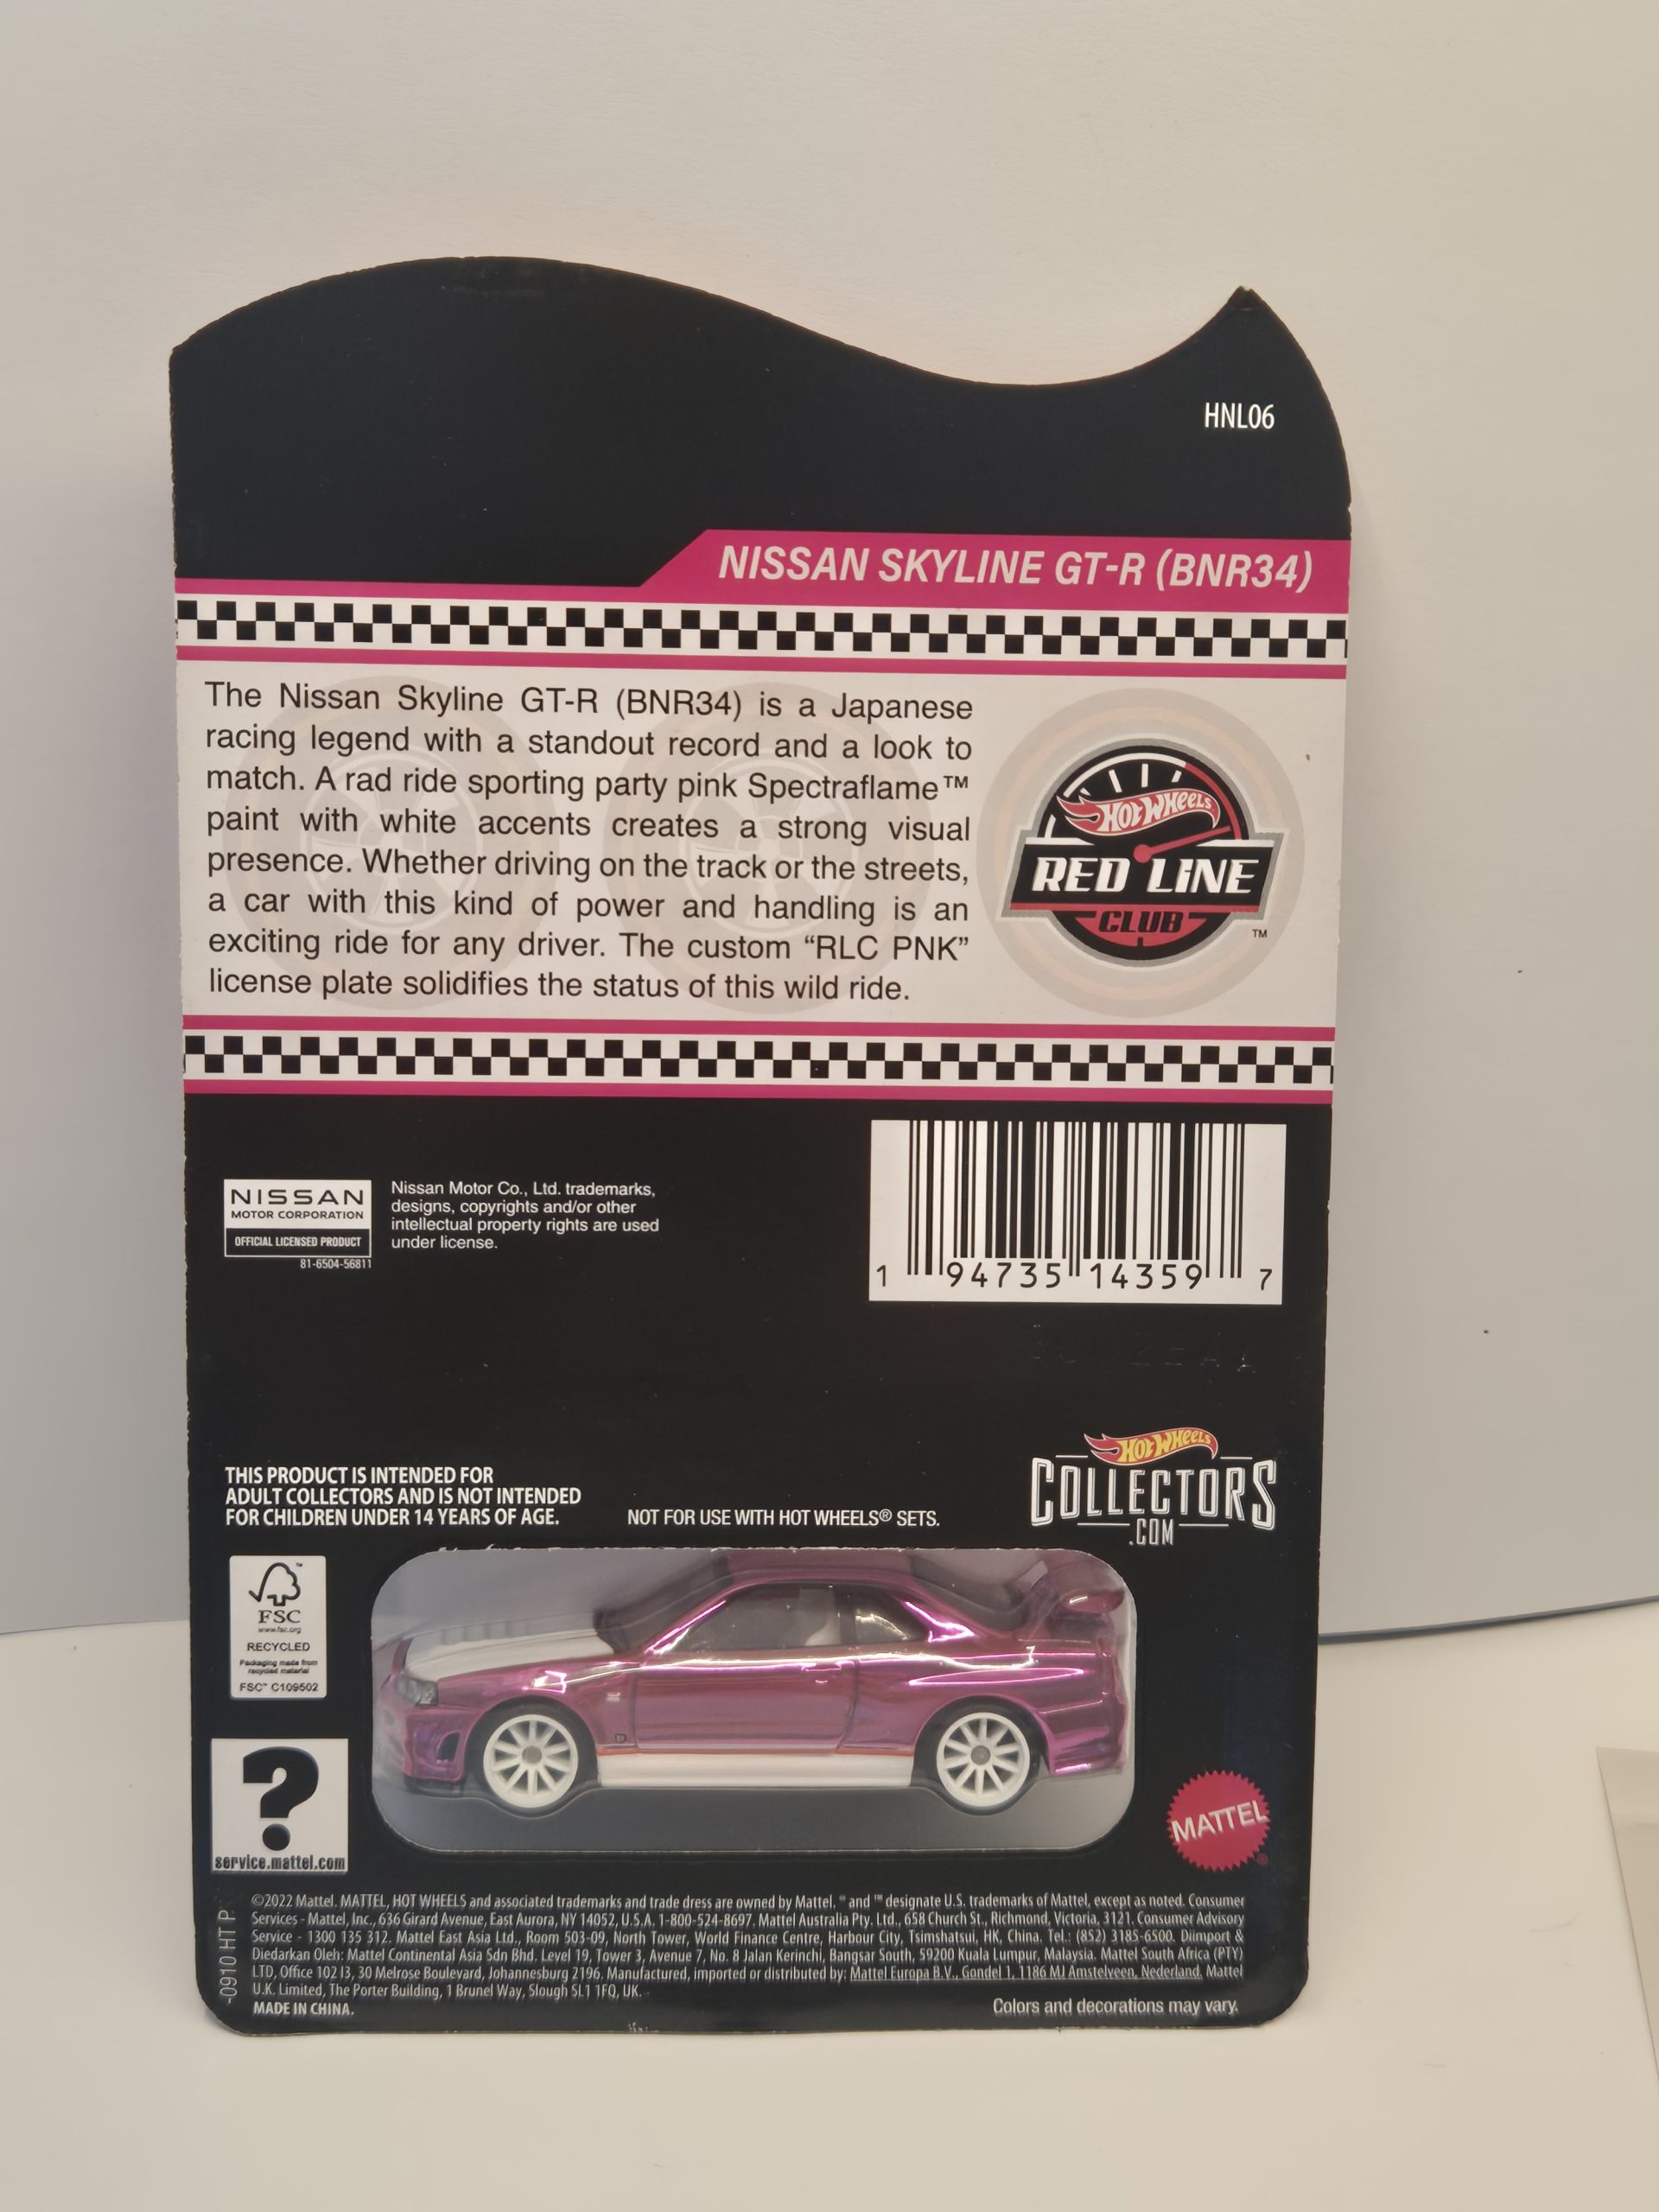 HNL06
NISSAN SKYLINE GT-R (BNR34)
The Nissan Skyline GT-R (BNR34) is a Japanese
racing legend with a standout record and a look to
match. A rad ride sporting party pink Spectraflame™
paint with white accents creates a strong visual
presence. Whether driving on the track or the streets,
a car with this kind of power and handling is an
exciting ride for any driver. The custom “RLC PNK”
license plate solidifies the status of this wild ride.
HOT WHEELS
RED LINE
CLUB
™
NISSAN
MOTOR CORPORATION
OFFICIAL LICENSED PRODUCT
81-6504-56811
Nissan Motor Co., Ltd. trademarks,
designs, copyrights and/or other
intellectual property rights are used
under license.
1 94735 14359 7
THIS PRODUCT IS INTENDED FOR
ADULT COLLECTORS AND IS NOT INTENDED
FOR CHILDREN UNDER 14 YEARS OF AGE.
NOT FOR USE WITH HOT WHEELS® SETS.
HOT WHEELS
COLLECTORS
.COM
FSC
www.fsc.org
RECYCLED
Packaging made from
recycled material
FSC™ C109502
?
service.mattel.com
MATTEL
-0910 HT P
©2022 Mattel. MATTEL, HOT WHEELS and associated trademarks and trade dress are owned by Mattel. ® and ™ designate U.S. trademarks of Mattel, except as noted. Consumer
Services - Mattel, Inc., 636 Girard Avenue, East Aurora, NY 14052, U.S.A. 1-800-524-8697. Mattel Australia Pty. Ltd., 658 Church St., Richmond, Victoria, 3121. Consumer Advisory
Service - 1300 135 312. Mattel East Asia Ltd., Room 503-09, North Tower, World Finance Centre, Harbour City, Tsimshatsui, HK, China. Tel.: (852) 3185-6500. Diimport &
Diedarkan Oleh: Mattel Continental Asia Sdn Bhd. Level 19, Tower 3, Avenue 7, No. 8 Jalan Kerinchi, Bangsar South, 59200 Kuala Lumpur, Malaysia. Mattel South Africa (PTY)
LTD, Office 102 I3, 30 Melrose Boulevard, Johannesburg 2196. Manufactured, imported or distributed by: Mattel Europa B.V., Gondel 1, 1186 MJ Amstelveen, Nederland. Mattel
U.K. Limited, The Porter Building, 1 Brunel Way, Slough SL1 1FQ, UK.
MADE IN CHINA.
Colors and decorations may vary.